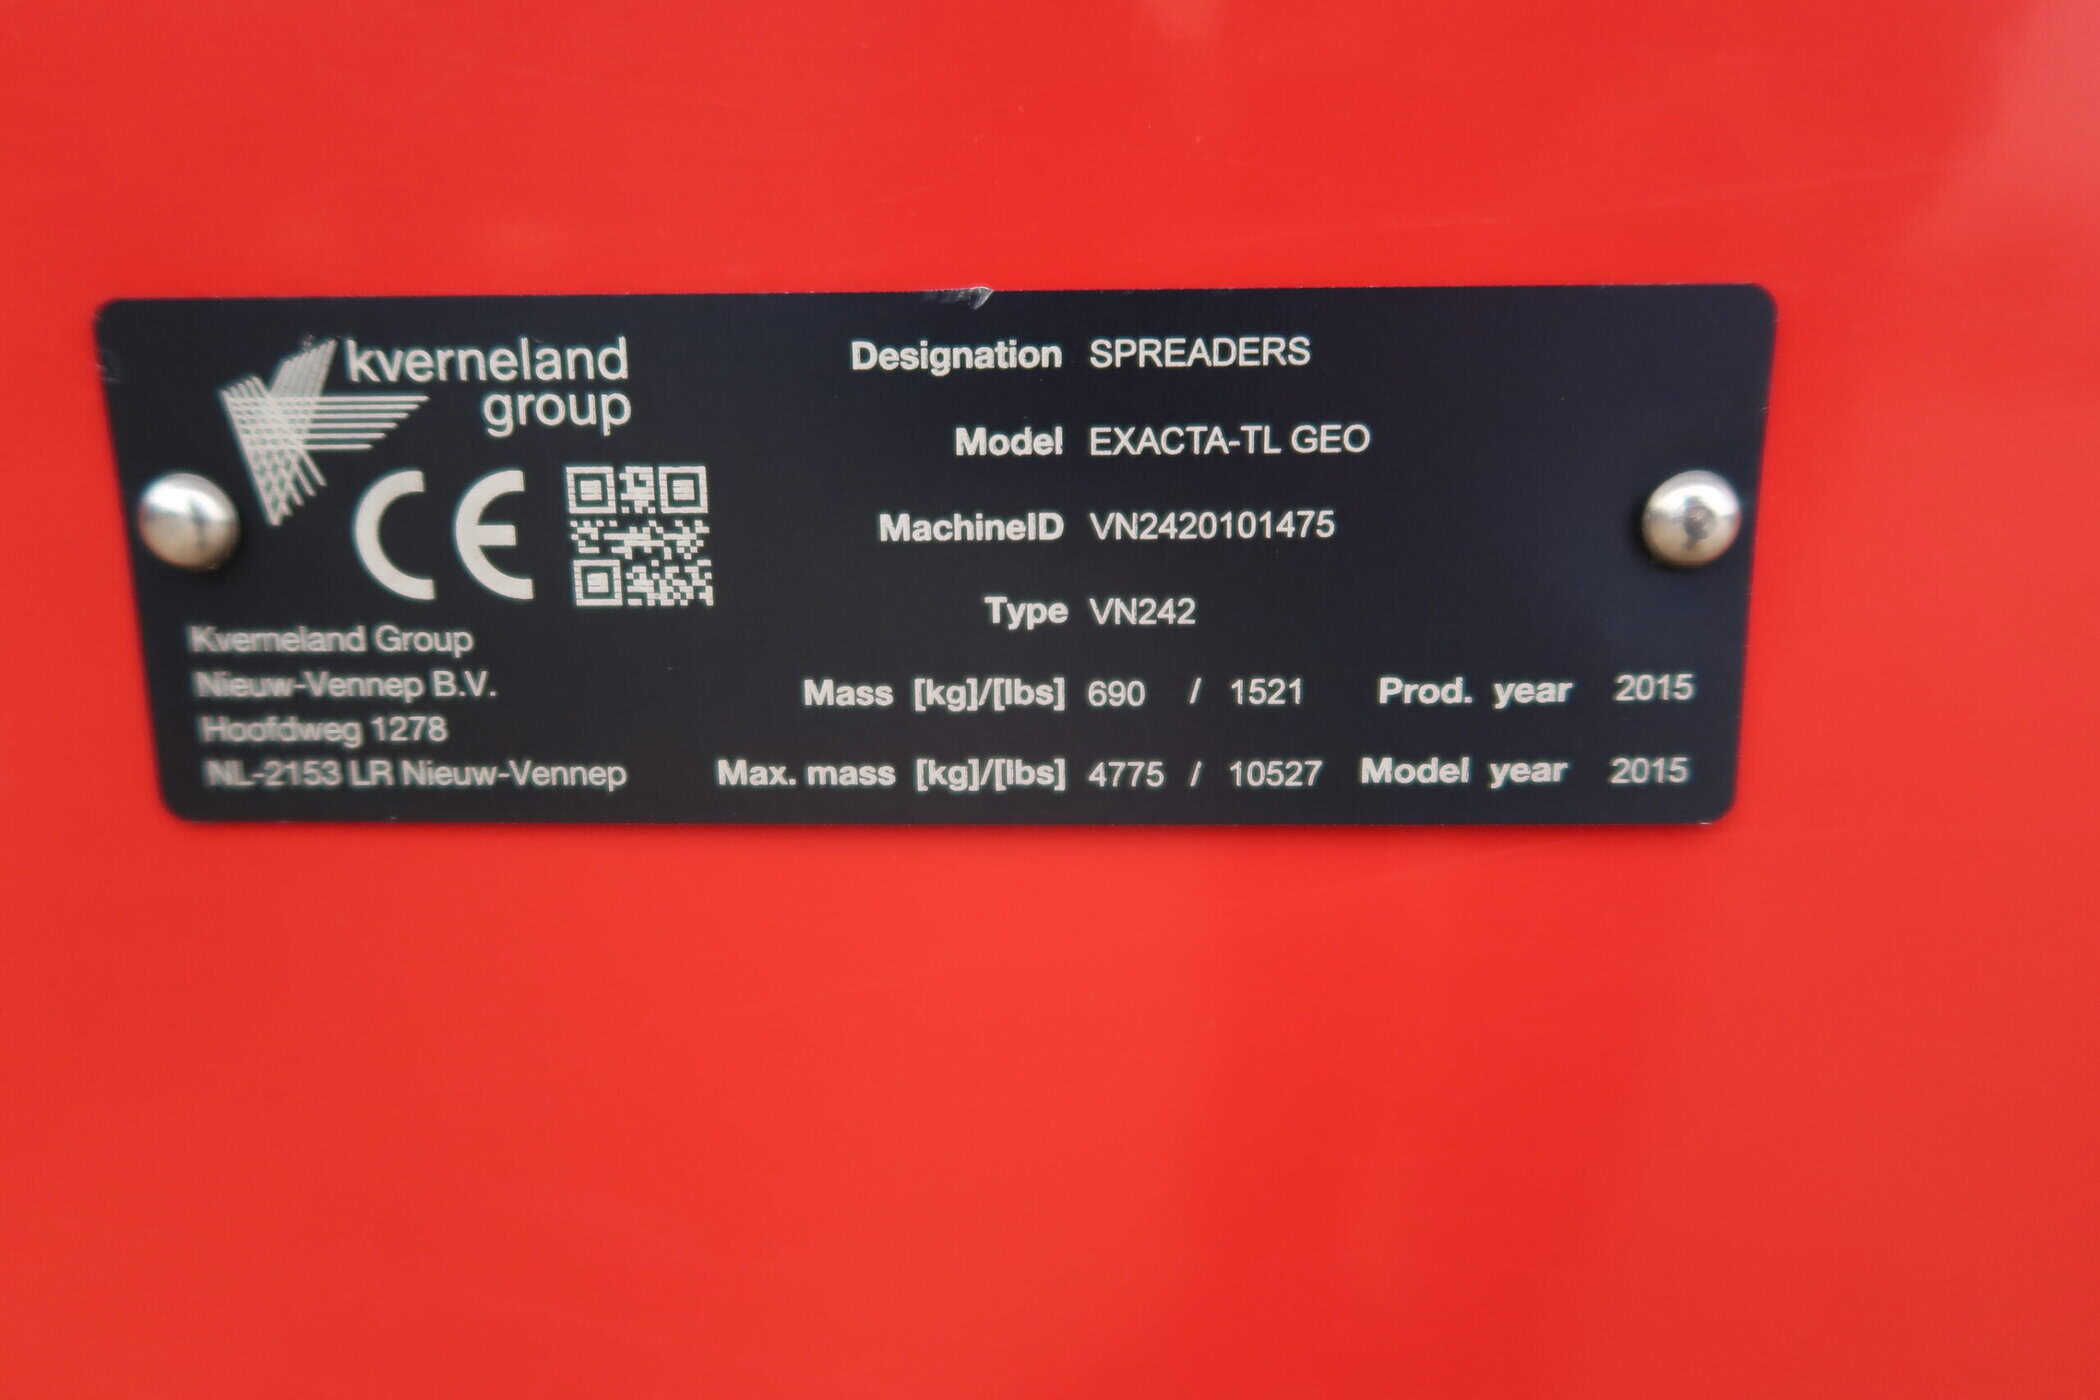 kverneland
group
CE
Kverneland Group
Nieuw-Vennep B.V.
Hoofdweg 1278
NL-2153 LR Nieuw-Vennep
Designation SPREADERS
Model EXACTA-TL GEO
MachineID VN2420101475
Type VN242
Mass [kg]/[lbs] 690 / 1521 Prod. year 2015
Max. mass [kg]/[lbs] 4775 / 10527 Model year 2015